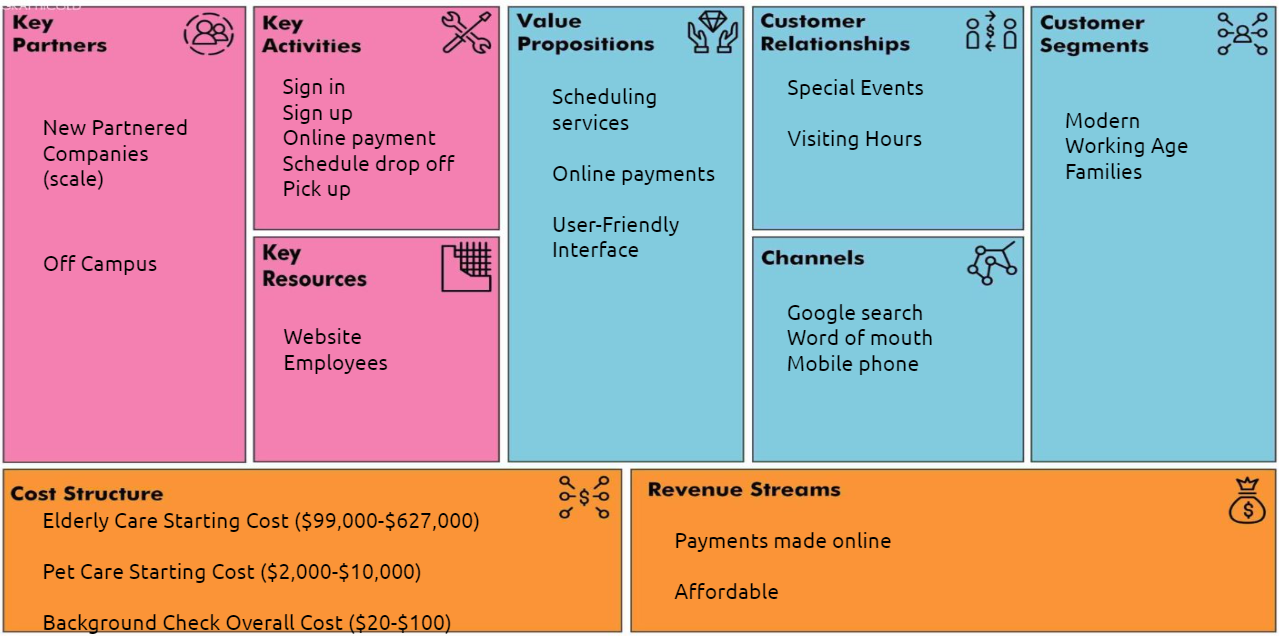 Key
Partners
New Partnered
Companies
(scale)
Off Campus
Key
Activities
Sign in
Sign up
Online payment
Schedule drop off
Pick up
Key
Resources
Website
Employees
Value
Propositions
Scheduling
services
Online payments
User-Friendly
Interface
Customer
Relationships
Special Events
Visiting Hours
Channels
Google search
Word of mouth
Mobile phone
Customer
Segments
Modern
Working Age
Families
Cost Structure
Elderly Care Starting Cost ($99,000-$627,000)
Pet Care Starting Cost ($2,000-$10,000)
Background Check Overall Cost ($20-$100)
Revenue Streams
Payments made online
Affordable